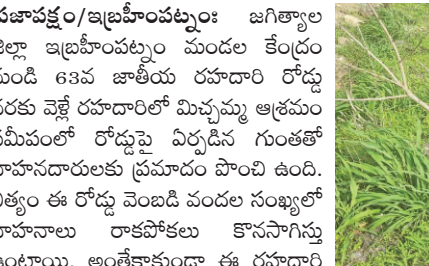 ప్రజాపక్షం/ఇబ్రహీంపట్నంః జగిత్యాల
జిల్లా ఇబ్రహీంపట్నం మండల కేంద్రం
నుండి 63వ జాతీయ రహదారి రోడ్డు
వరకు వెళ్లే రహదారిలో మిచ్చమ్మ ఆశ్రమం
సమీపంలో రోడ్డుపై ఏర్పడిన గుంతతో
వాహనదారులకు ప్రమాదం పొంచి ఉంది.
నిత్యం ఈ రోడ్డు వెంబడి వందల సంఖ్యలో
వాహనాలు రాకపోకలు కొనసాగిస్తు
ఉంటాయి. అంతేకాకుండా ఈ రహదారి